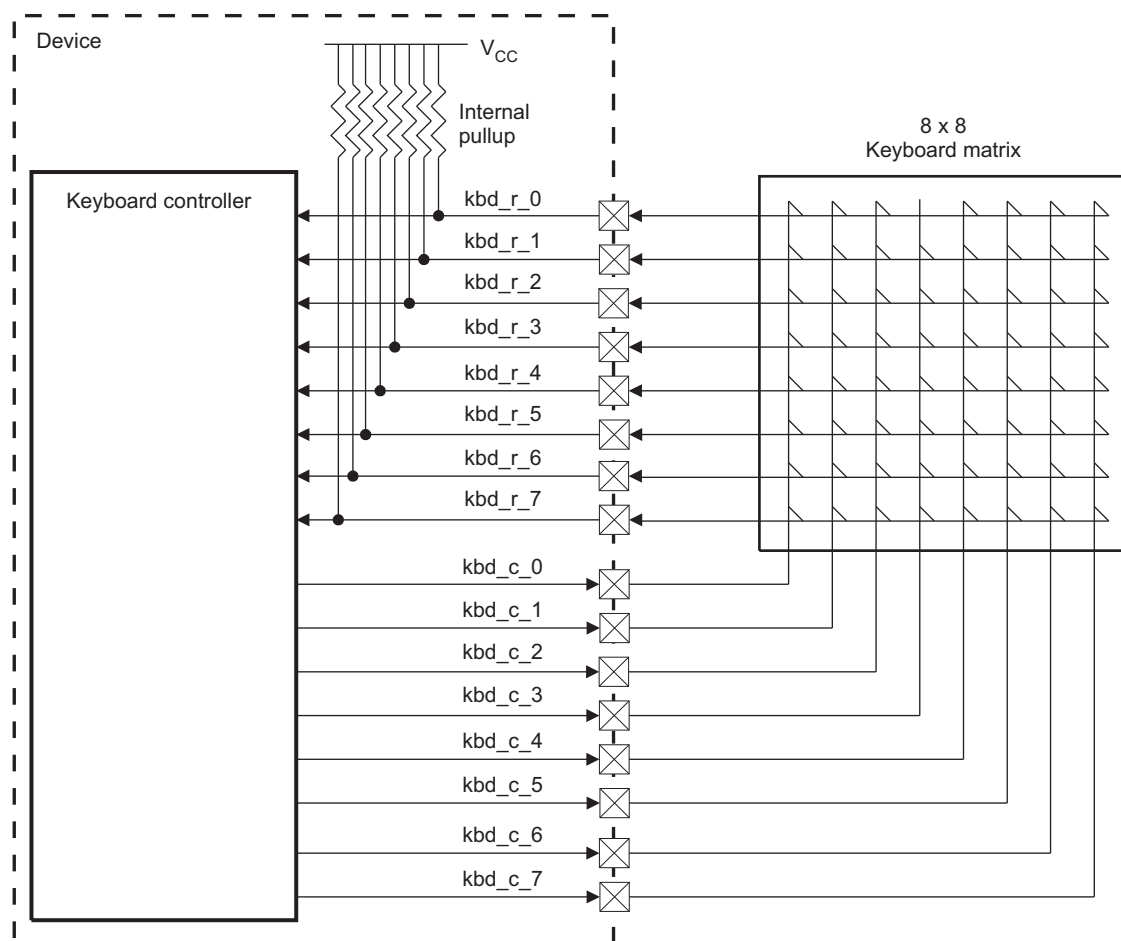 Device
V_CC
Internal
pullup
8 x 8
Keyboard matrix
Keyboard controller
kbd_r_0
kbd_r_1
kbd_r_2
kbd_r_3
kbd_r_4
kbd_r_5
kbd_r_6
kbd_r_7
kbd_c_0
kbd_c_1
kbd_c_2
kbd_c_3
kbd_c_4
kbd_c_5
kbd_c_6
kbd_c_7